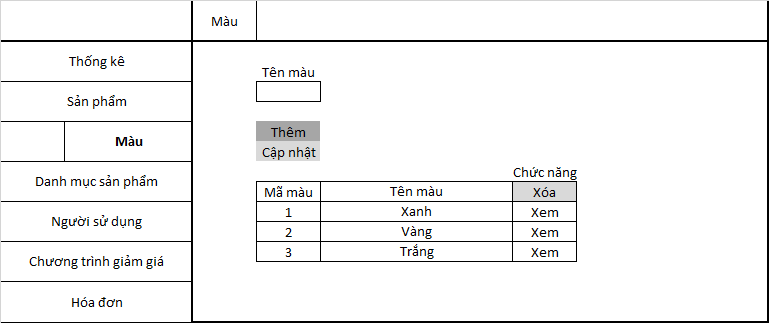 Màu
Thống kê
Sản phẩm
Màu
Danh mục sản phẩm
Người sử dụng
Chương trình giảm giá
Hóa đơn
Tên màu
Thêm
Cập nhật
Chức năng
Mã màu Tên màu Xóa
1 Xanh Xem
2 Vàng Xem
3 Trắng Xem